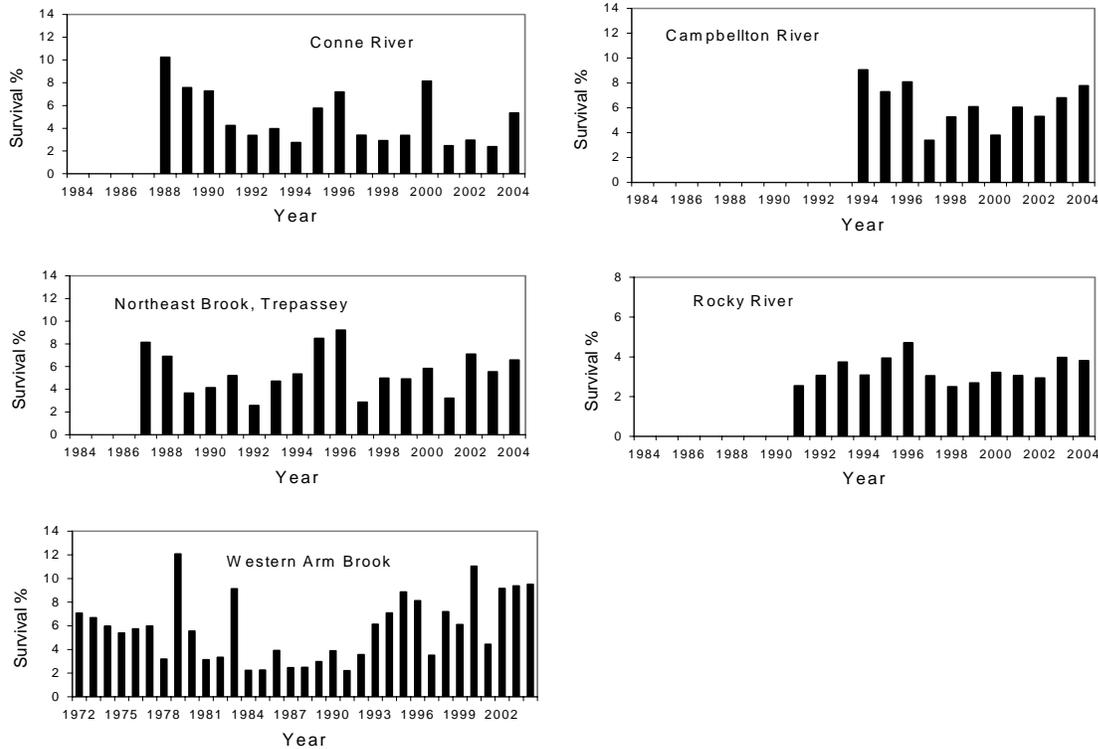 Conne River
Survival %
14
12
10
8
6
4
2
0
1984 1986 1988 1990 1992 1994 1996 1998 2000 2002 2004
Year
Campbellton River
Survival %
14
12
10
8
6
4
2
0
1984 1986 1988 1990 1992 1994 1996 1998 2000 2002 2004
Year
Northeast Brook, Trepassey
Survival %
14
12
10
8
6
4
2
0
1984 1986 1988 1990 1992 1994 1996 1998 2000 2002 2004
Year
Rocky River
Survival %
8
6
4
2
0
1984 1986 1988 1990 1992 1994 1996 1998 2000 2002 2004
Year
Western Arm Brook
Survival %
14
12
10
8
6
4
2
0
1972 1975 1978 1981 1984 1987 1990 1993 1996 1999 2002
Year